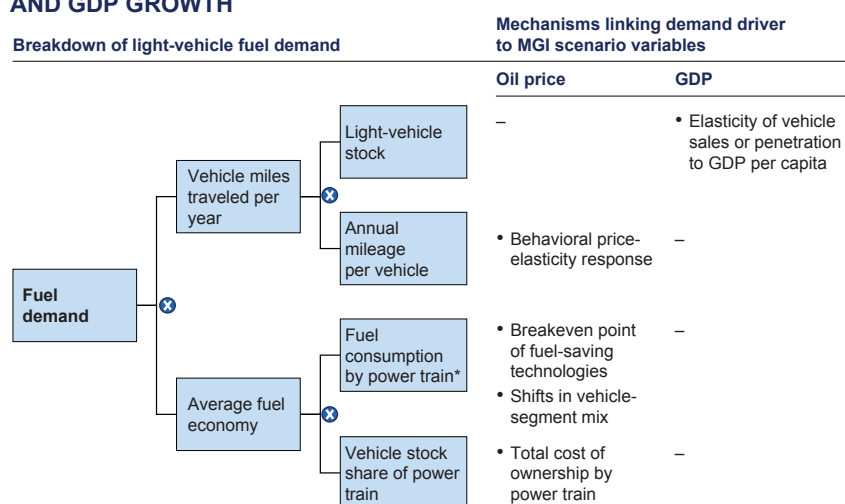 AND GDP GROWTH
Breakdown of light-vehicle fuel demand
Mechanisms linking demand driver
to MGI scenario variables
Oil price
GDP
Fuel
demand
x
Vehicle miles
traveled per
year
x
Light-vehicle
stock
–
• Elasticity of vehicle
sales or penetration
to GDP per capita
Annual
mileage
per vehicle
• Behavioral price-
elasticity response
–
Average fuel
economy
x
Fuel
consumption
by power train*
• Breakeven point
of fuel-saving
technologies
• Shifts in vehicle-
segment mix
–
Vehicle stock
share of power
train
• Total cost of
ownership by
power train
–